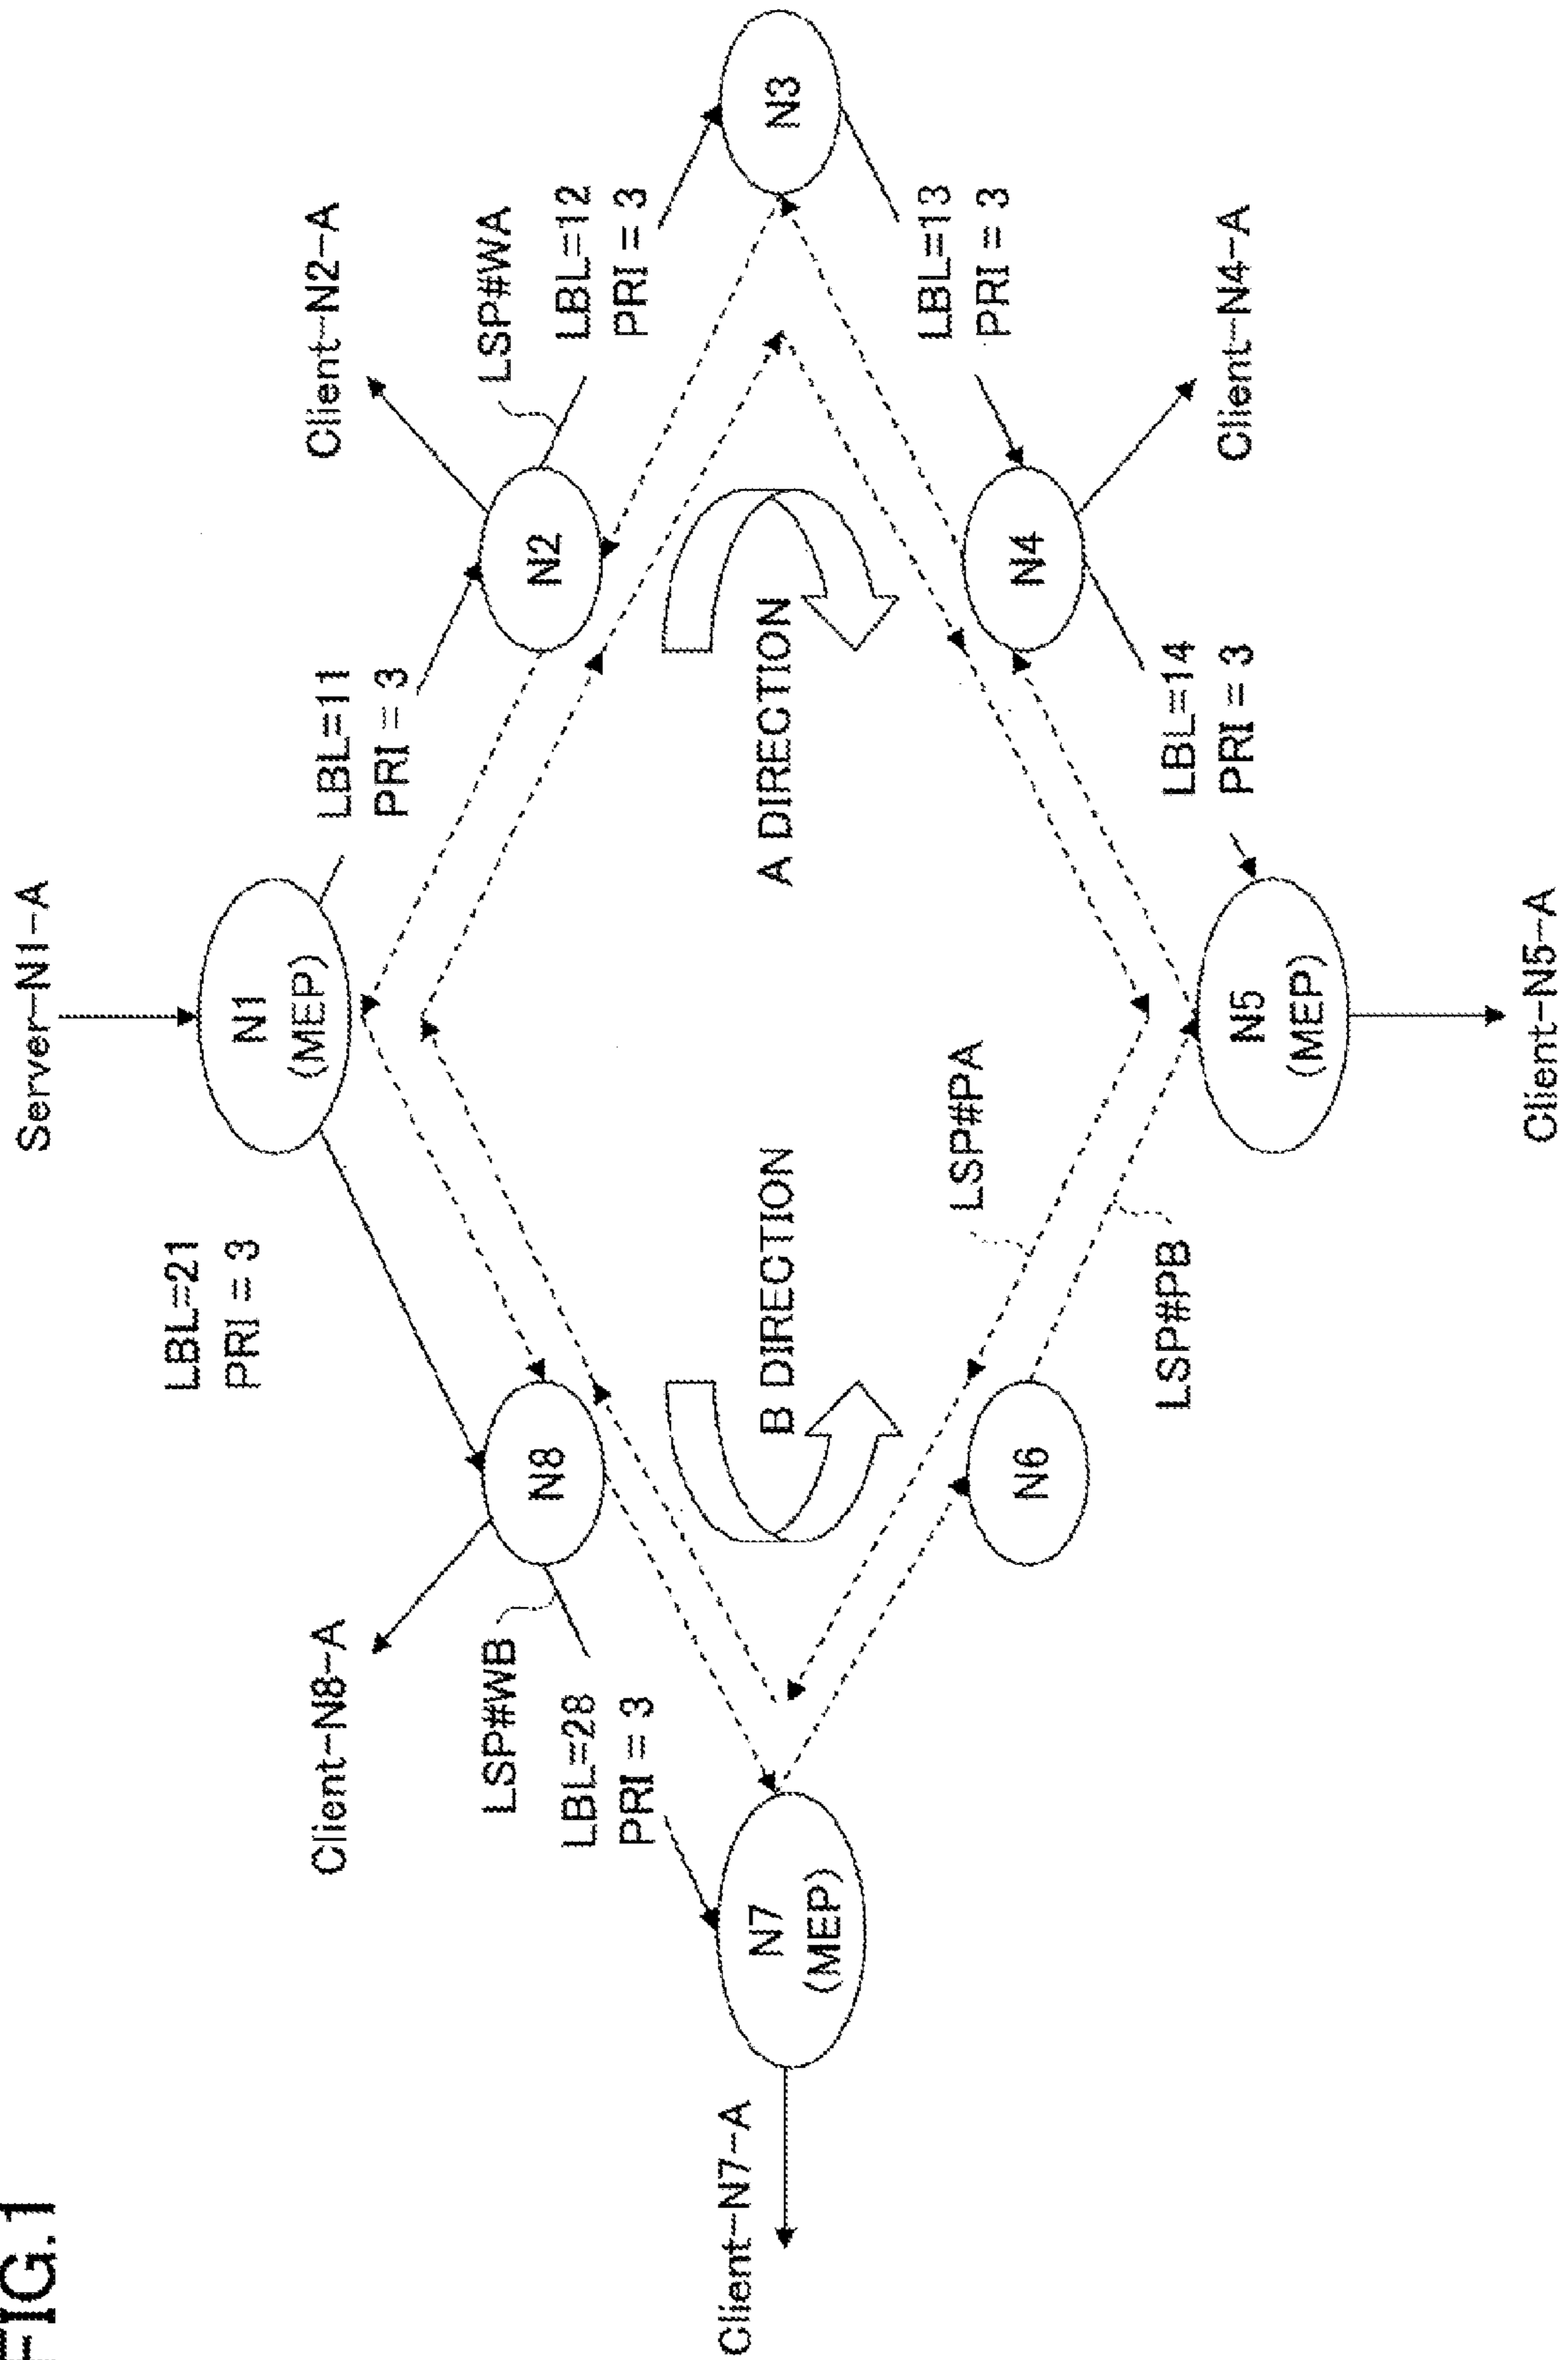 FIG.1
Server-N1-A
N1
(MEP)
LBL=21
PRI = 3
LBL=11
PRI = 3
Client-N8-A
Client-N2-A
N8
N2
LSP#WB
LSP#WA
LBL=28
PRI = 3
LBL=12
PRI = 3
Client-N7-A
N7
(MEP)
B DIRECTION
A DIRECTION
N3
LBL=13
PRI = 3
LSP#PA
N6
N4
LSP#PB
LBL=14
PRI = 3
Client-N4-A
N5
(MEP)
Client-N5-A